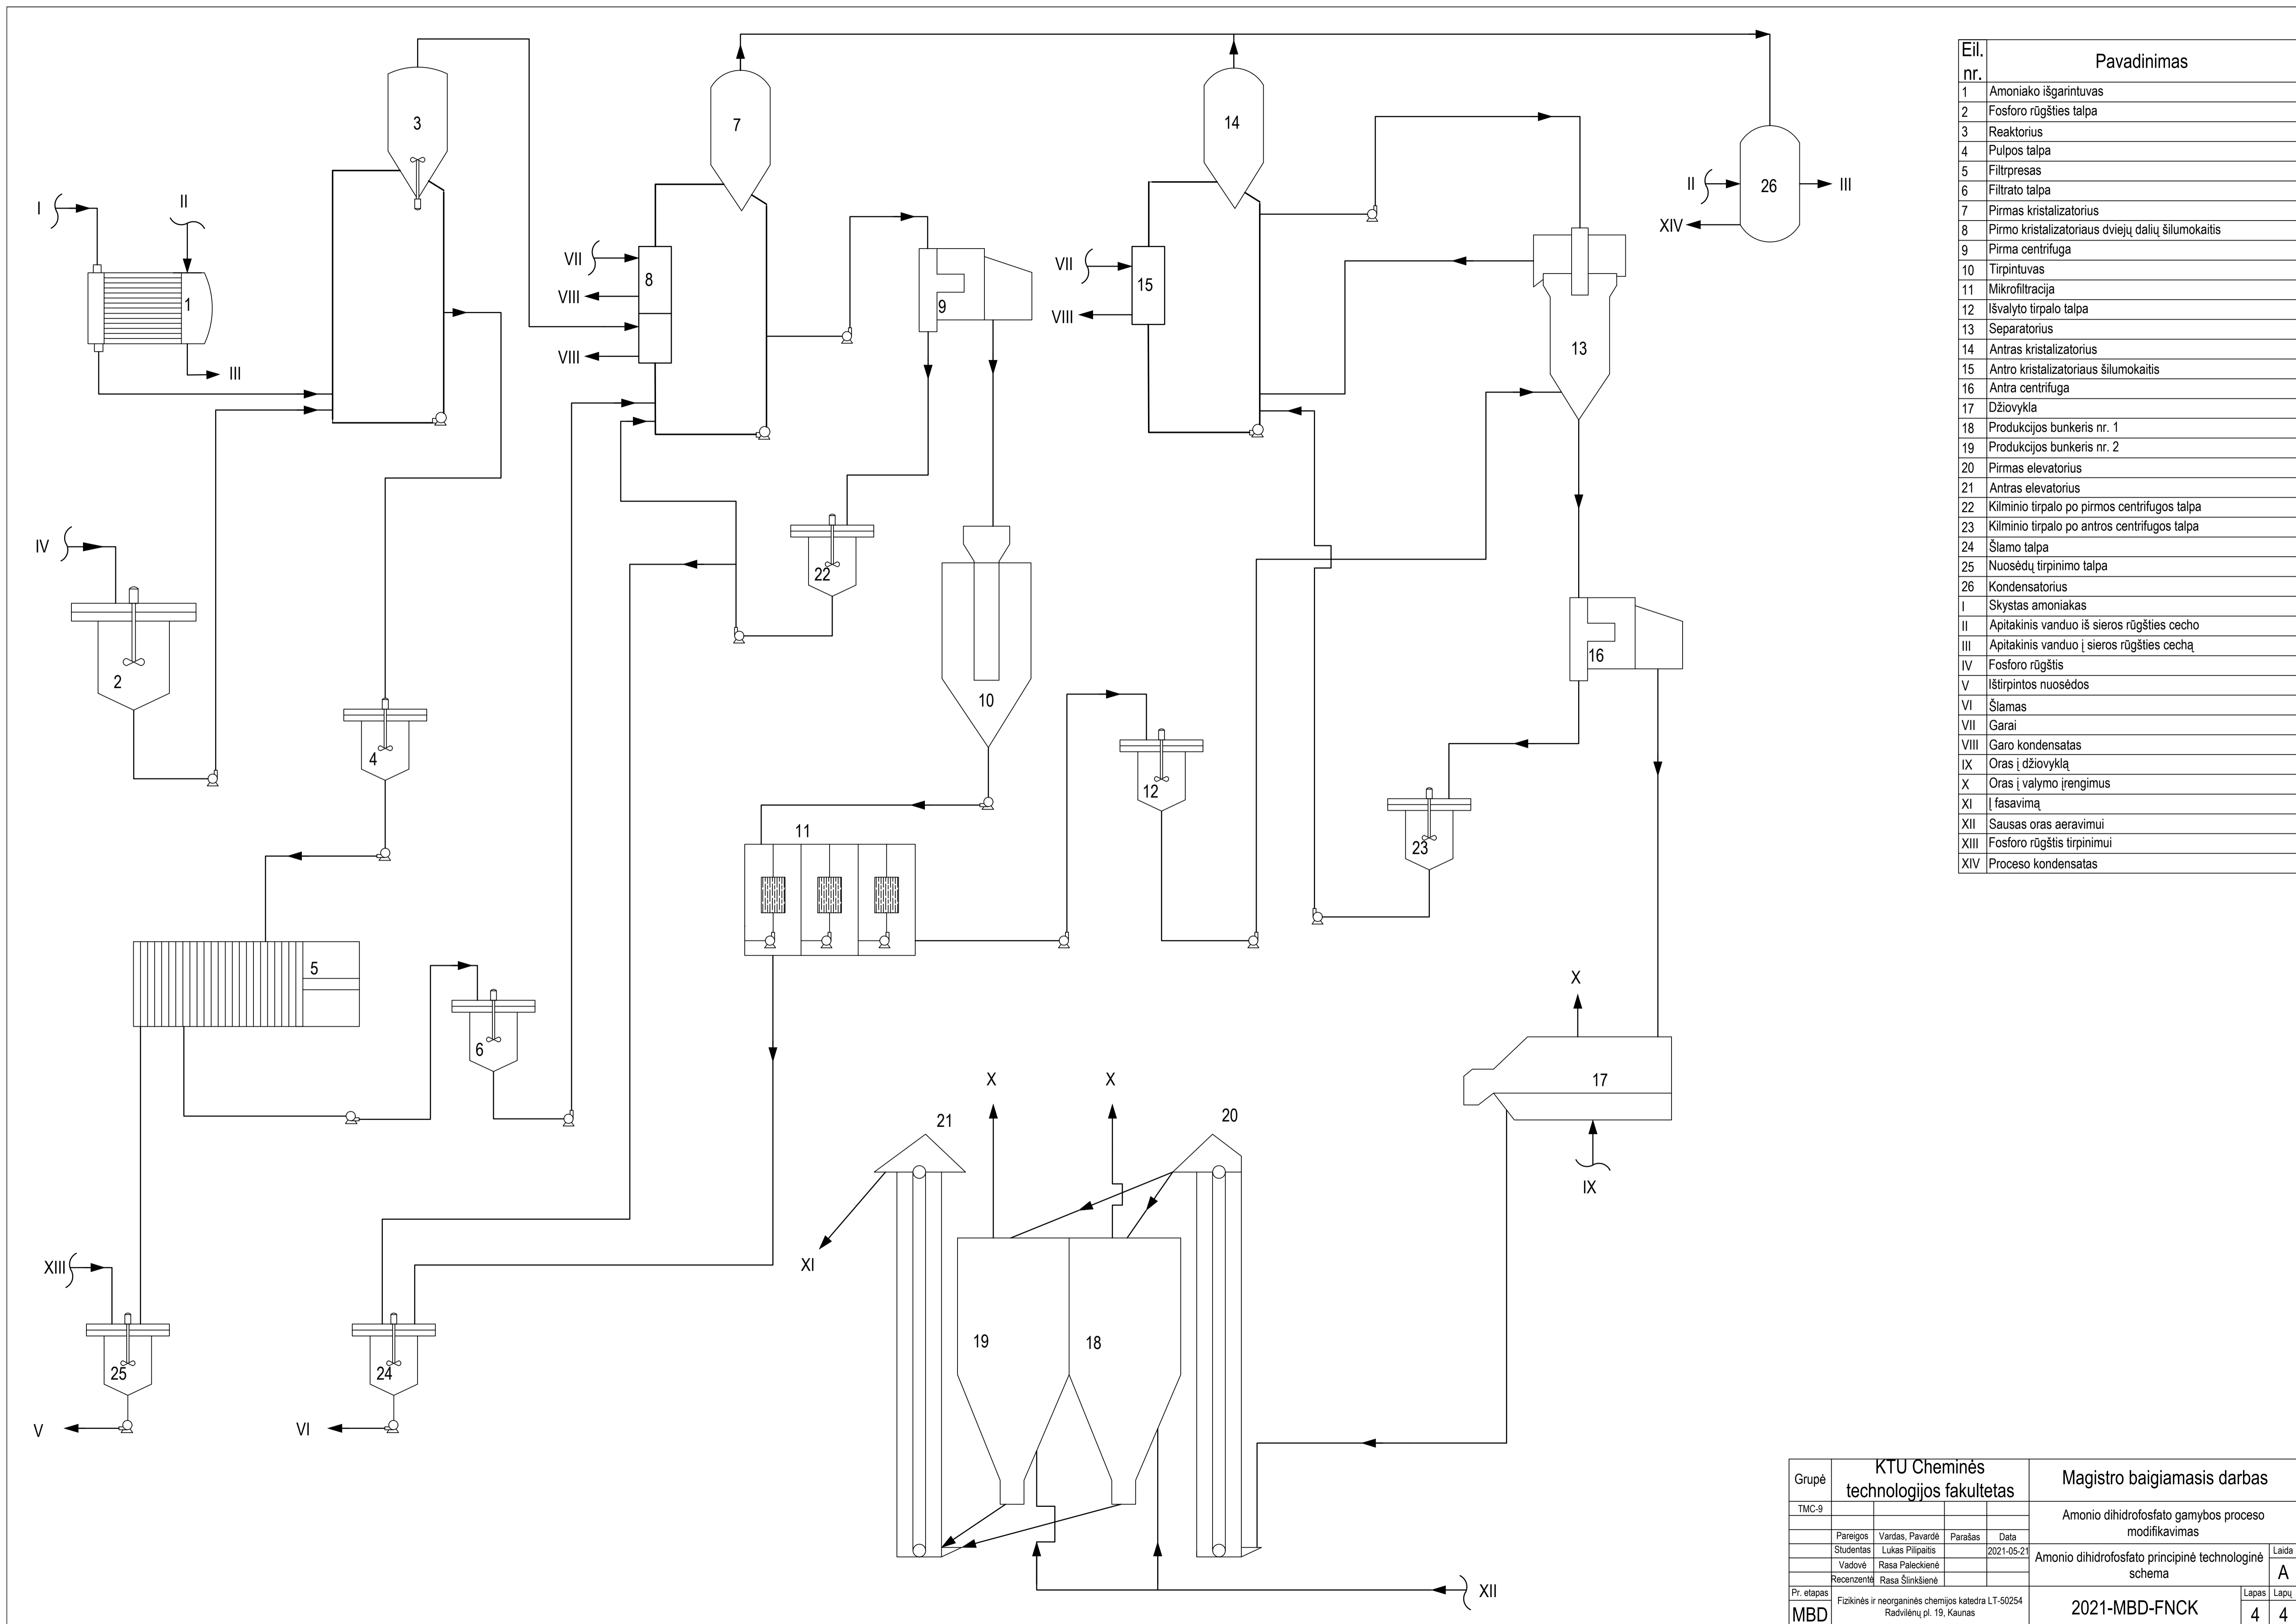 I
II
III
1
3
7
14
II
III
26
XIV
VII
VIII
8
VIII
9
VII
VIII
15
13
IV
2
4
22
10
16
12
23
11
5
6
X
17
IX
21
X
X
20
XI
19
18
XIII
25
V
24
VI
XII
Eil. nr. Pavadinimas
1 Amoniako išgarintuvas
2 Fosforo rūgšties talpa
3 Reaktorius
4 Pulpos talpa
5 Filtrpresas
6 Filtrato talpa
7 Pirmas kristalizatorius
8 Pirmo kristalizatoriaus dviejų dalių šilumokaitis
9 Pirma centrifuga
10 Tirpintuvas
11 Mikrofiltracija
12 Išvalyto tirpalo talpa
13 Separatorius
14 Antras kristalizatorius
15 Antro kristalizatoriaus šilumokaitis
16 Antra centrifuga
17 Džiovykla
18 Produkcijos bunkeris nr. 1
19 Produkcijos bunkeris nr. 2
20 Pirmas elevatorius
21 Antras elevatorius
22 Kilminio tirpalo po pirmos centrifugos talpa
23 Kilminio tirpalo po antros centrifugos talpa
24 Šlamo talpa
25 Nuosėdų tirpinimo talpa
26 Kondensatorius
I Skystas amoniakas
II Apitakinis vanduo iš sieros rūgšties cecho
III Apitakinis vanduo į sieros rūgšties cechą
IV Fosforo rūgštis
V Ištirpintos nuosėdos
VI Šlamas
VII Garai
VIII Garo kondensatas
IX Oras į džiovyklą
X Oras į valymo įrengimus
XI Į fasavimą
XII Sausas oras aeravimui
XIII Fosforo rūgštis tirpinimui
XIV Proceso kondensatas
Grupė
KTU Cheminės
technologijos fakultetas
Magistro baigiamasis darbas
TMC-9
Amonio dihidrofosfato gamybos proceso
modifikavimas
Pareigos Vardas, Pavardė Parašas Data
Studentas Lukas Pilipaitis 2021-05-21
Vadovė Rasa Paleckienė
Recenzentė Rasa Šlinkšienė
Amonio dihidrofosfato principinė technologinė
schema
Laida
A
Pr. etapas
MBD
Fizikinės ir neorganinės chemijos katedra LT-50254
Radvilėnų pl. 19, Kaunas
2021-MBD-FNCK
Lapas Lapų
4 4